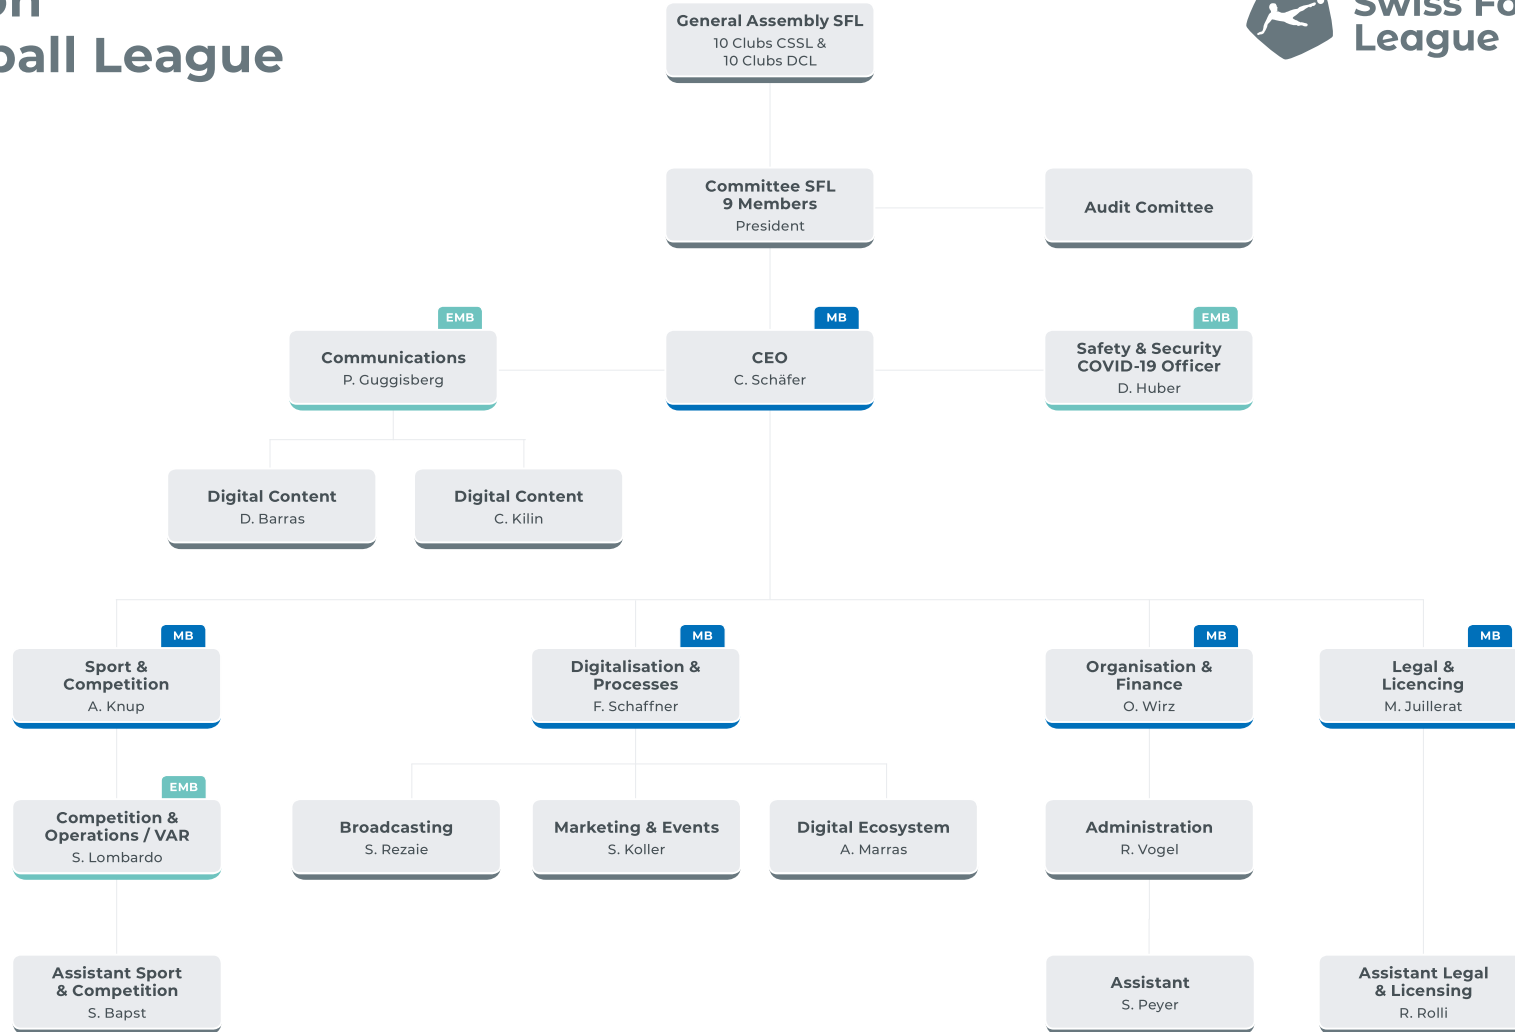 on
ball League
Swiss Fo
League
General Assembly SFL
10 Clubs CSSL &
10 Clubs DCL
Committee SFL
9 Members
President
Audit Comittee
EMB
Communications
P. Guggisberg
MB
CEO
C. Schäfer
EMB
Safety & Security
COVID-19 Officer
D. Huber
Digital Content
D. Barras
Digital Content
C. Kilin
MB
Sport &
Competition
A. Knup
MB
Digitalisation &
Processes
F. Schaffner
MB
Organisation &
Finance
O. Wirz
MB
Legal &
Licencing
M. Juillerat
EMB
Competition &
Operations / VAR
S. Lombardo
Broadcasting
S. Rezaie
Marketing & Events
S. Koller
Digital Ecosystem
A. Marras
Administration
R. Vogel
Assistant Sport
& Competition
S. Bapst
Assistant
S. Peyer
Assistant Legal
& Licensing
R. Rolli